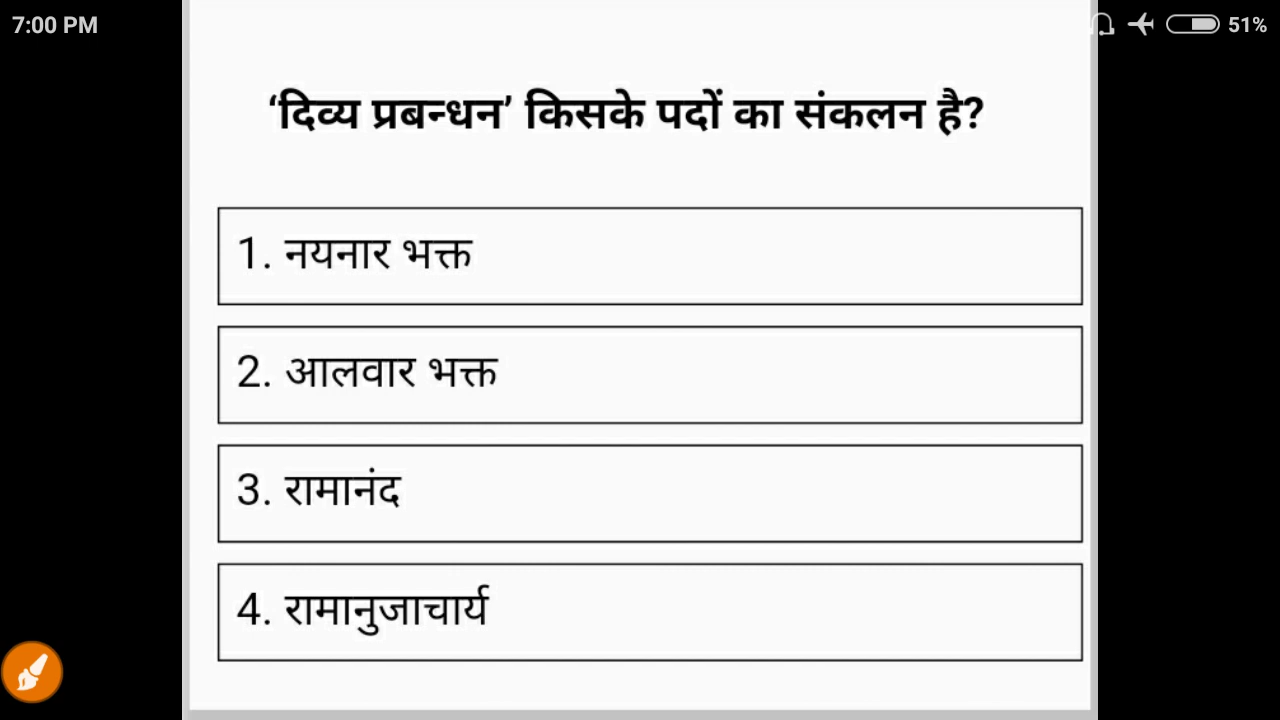 7:00 PM
51%
‘दिव्य प्रबन्धन’ किसके पदों का संकलन है?
1. नयनार भक्त
2. आलवार भक्त
3. रामानंद
4. रामानुजाचार्य